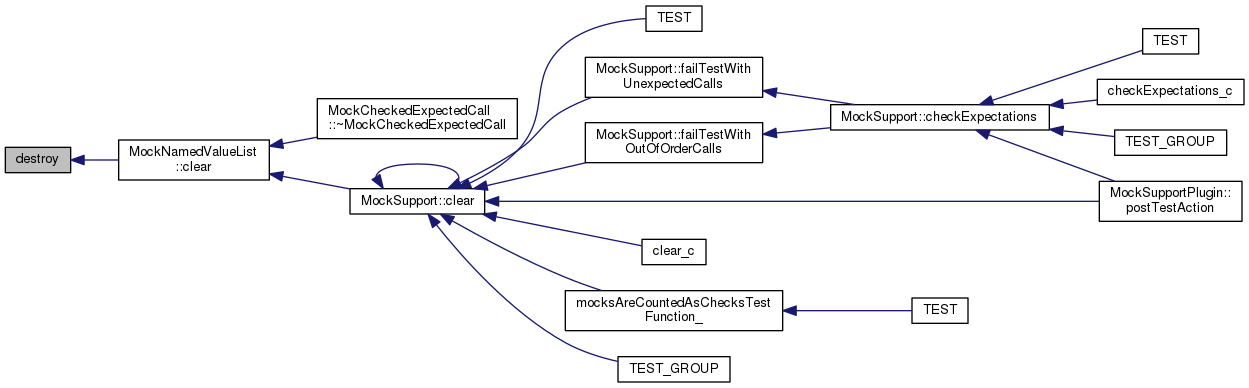 destroy
MockNamedValueList
::clear
MockCheckedExpectedCall
::~MockCheckedExpectedCall
MockSupport::clear
TEST
MockSupport::failTestWith
UnexpectedCalls
MockSupport::failTestWith
OutOfOrderCalls
clear_c
mocksAreCountedAsChecksTest
Function_
TEST_GROUP
MockSupport::checkExpectations
TEST
TEST
checkExpectations_c
TEST_GROUP
MockSupportPlugin::
postTestAction